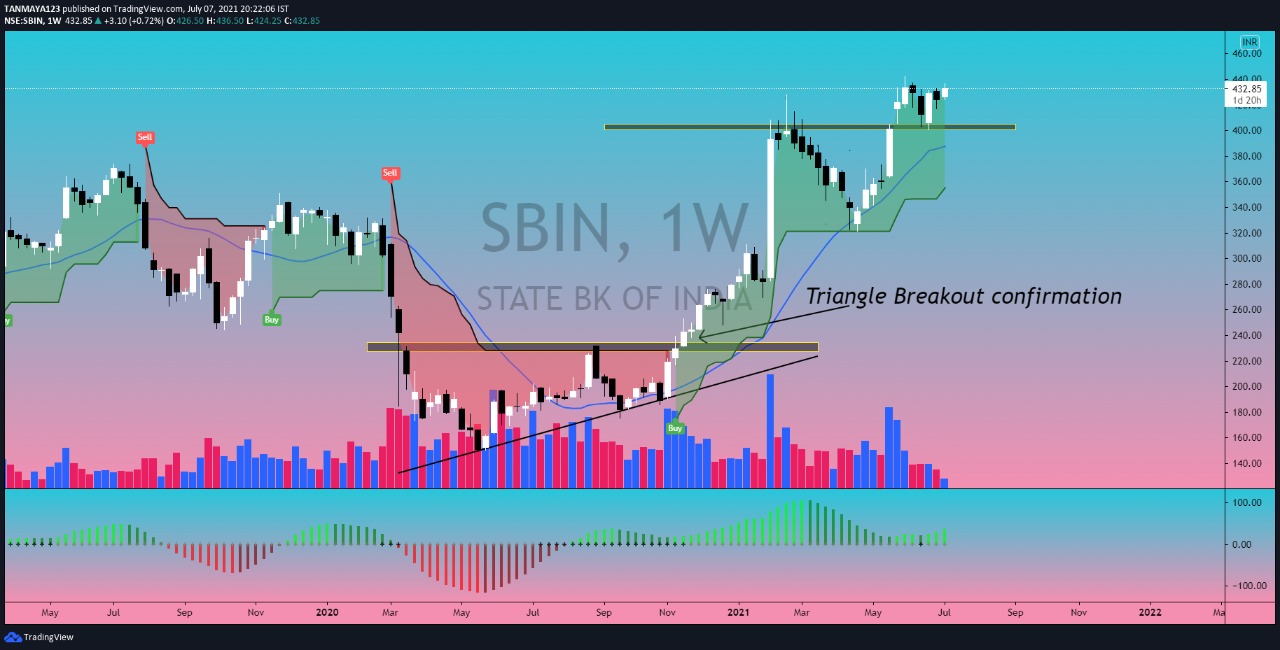 TANMAYA123 published on TradingView.com, July 07, 2021 20:22:06 IST
NSE:SBIN, 1W 432.85 ▲ +3.10 (+0.72%) O:426.50 H:436.50 L:424.25 C:432.85
INR
460.00
440.00
432.85
1d 20h
400.00
380.00
360.00
340.00
320.00
300.00
280.00
260.00
240.00
220.00
200.00
180.00
160.00
140.00
Sell
Sell
SBIN, 1W
STATE BK OF INDIA
Triangle Breakout confirmation
Buy
y
Buy
100.00
0.00
-100.00
May Jul Sep Nov 2020 Mar May Jul Sep Nov 2021 Mar May Jul Sep Nov 2022 Ma
TradingView